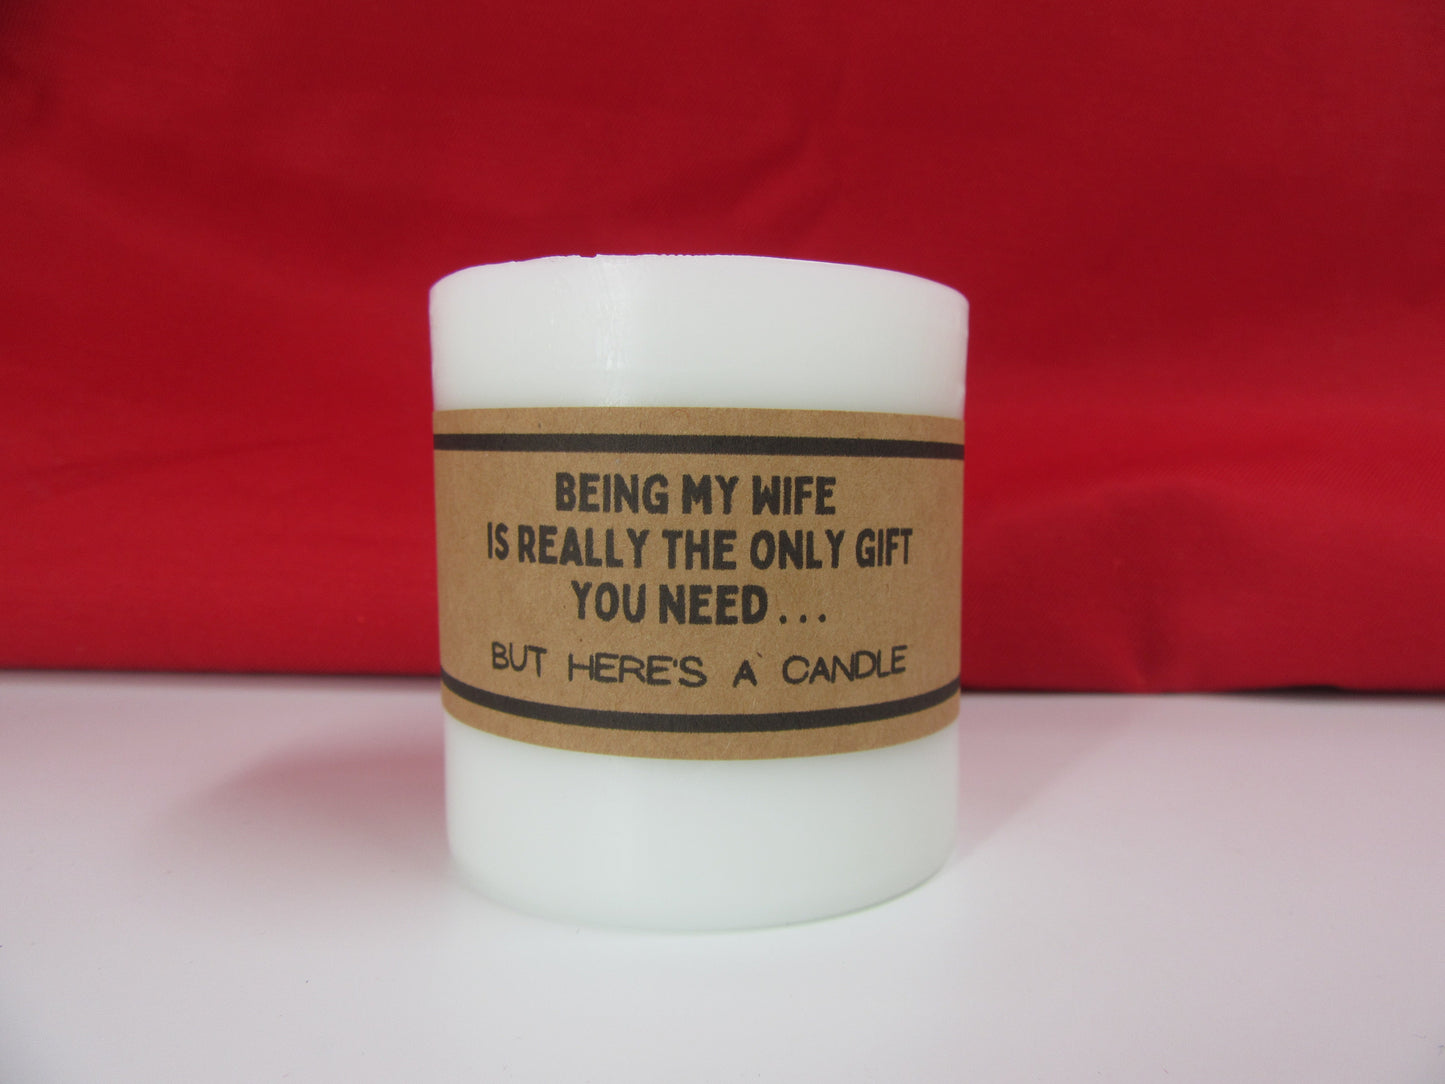 BEING MY WIFE
IS REALLY THE ONLY GIFT
YOU NEED...
BUT HERE'S A CANDLE